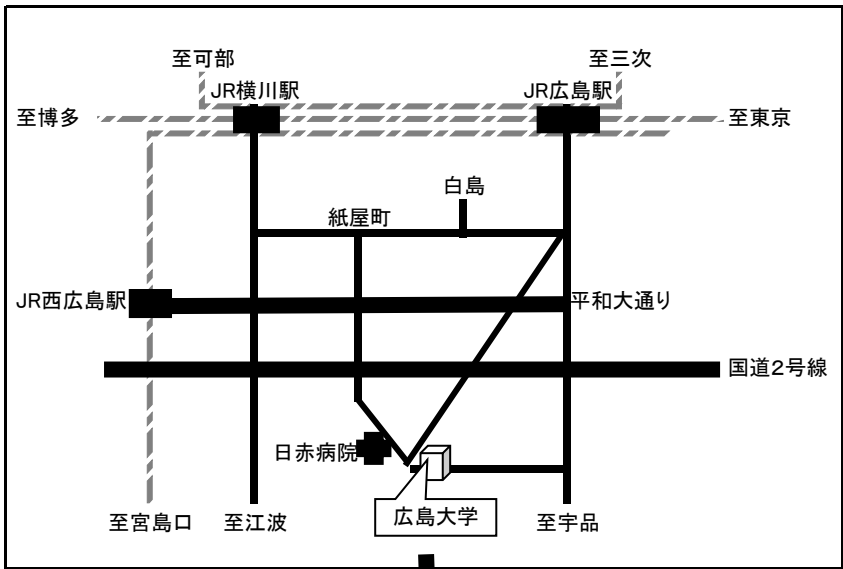 至可部
至三次
JR横川駅
JR広島駅
至博多
至東京
白島
紙屋町
JR西広島駅
平和大通り
国道2号線
日赤病院
広島大学
至宮島口
至江波
至宇品